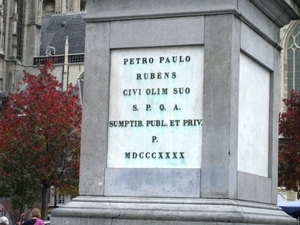 PETRO PAULO
RUBENS
CIVI OLIM SUO
S. P. Q. A.
SUMPTIB. PUBL. ET PRIV.
P.
MDCCCXXXX